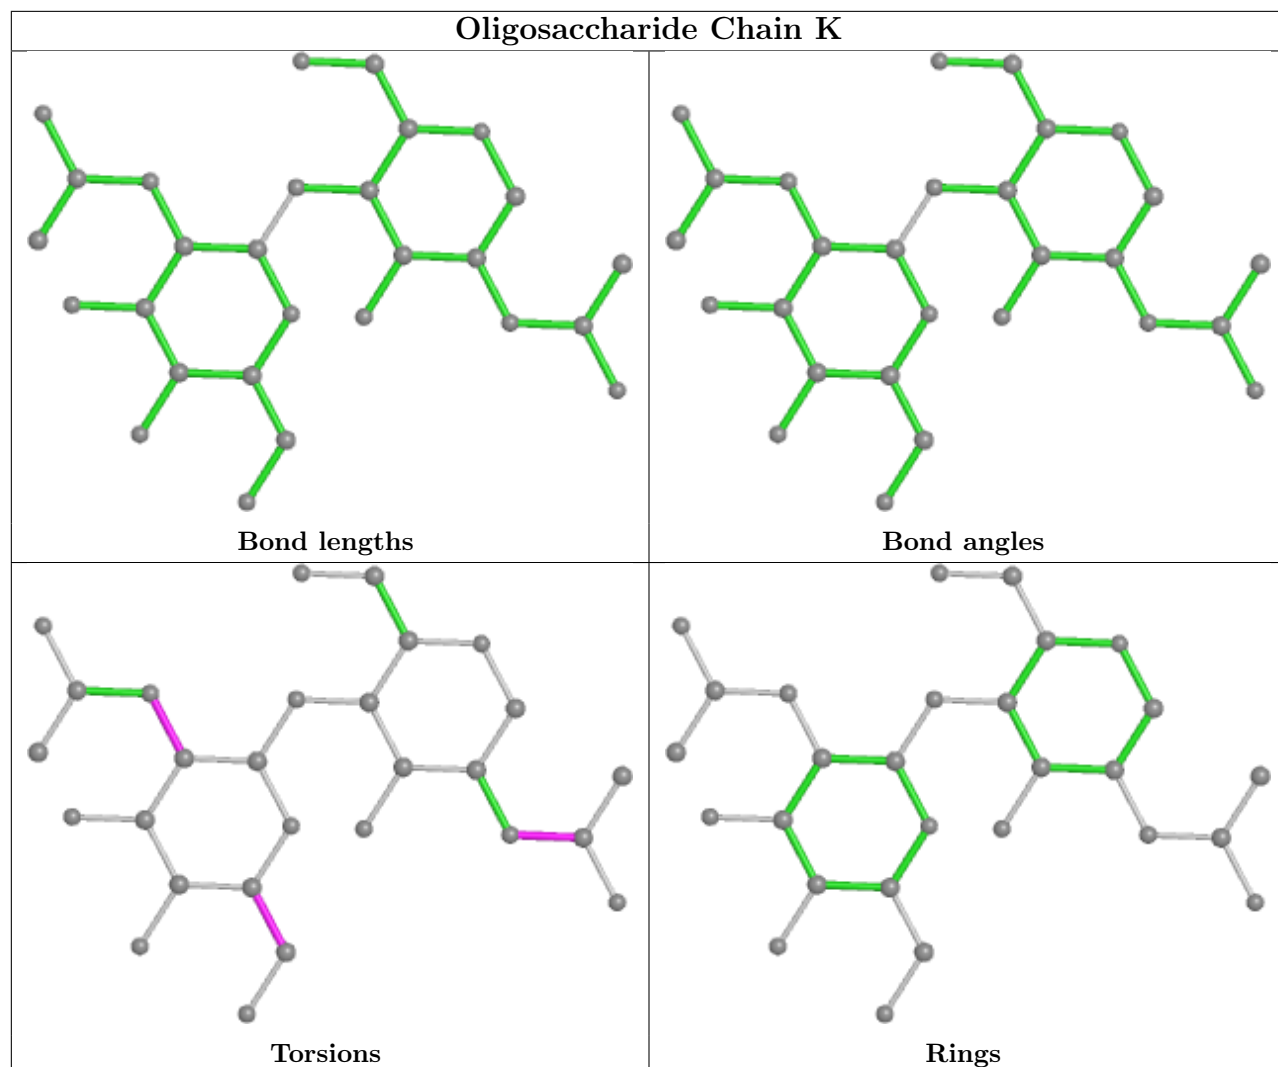 Oligosaccharide Chain K
Bond lengths
Bond angles
Torsions
Rings